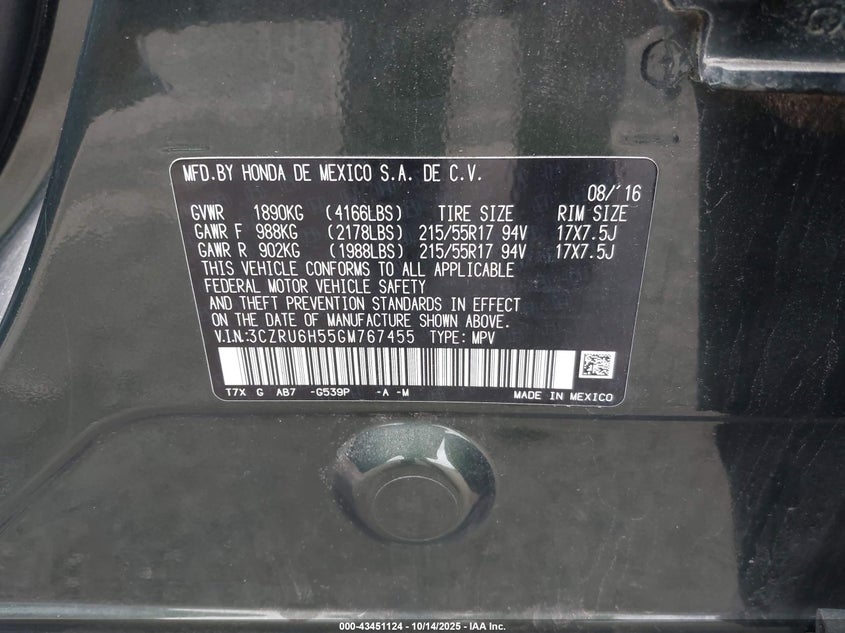 MFD.BY HONDA DE MEXICO S.A. DE C.V.
08/'16
GVWR 1890KG (4166LBS) TIRE SIZE RIM SIZE
GAWR F 988KG (2178LBS) 215/55R17 94V 17X7.5J
GAWR R 902KG (1988LBS) 215/55R17 94V 17X7.5J
THIS VEHICLE CONFORMS TO ALL APPLICABLE
FEDERAL MOTOR VEHICLE SAFETY
AND THEFT PREVENTION STANDARDS IN EFFECT
ON THE DATE OF MANUFACTURE SHOWN ABOVE.
V.I.N.:3CZRU6H55GM767455 TYPE: MPV
T7X G AB7 -G539P -A -M MADE IN MEXICO
000-43451124 - 10/14/2025 - IAA Inc.